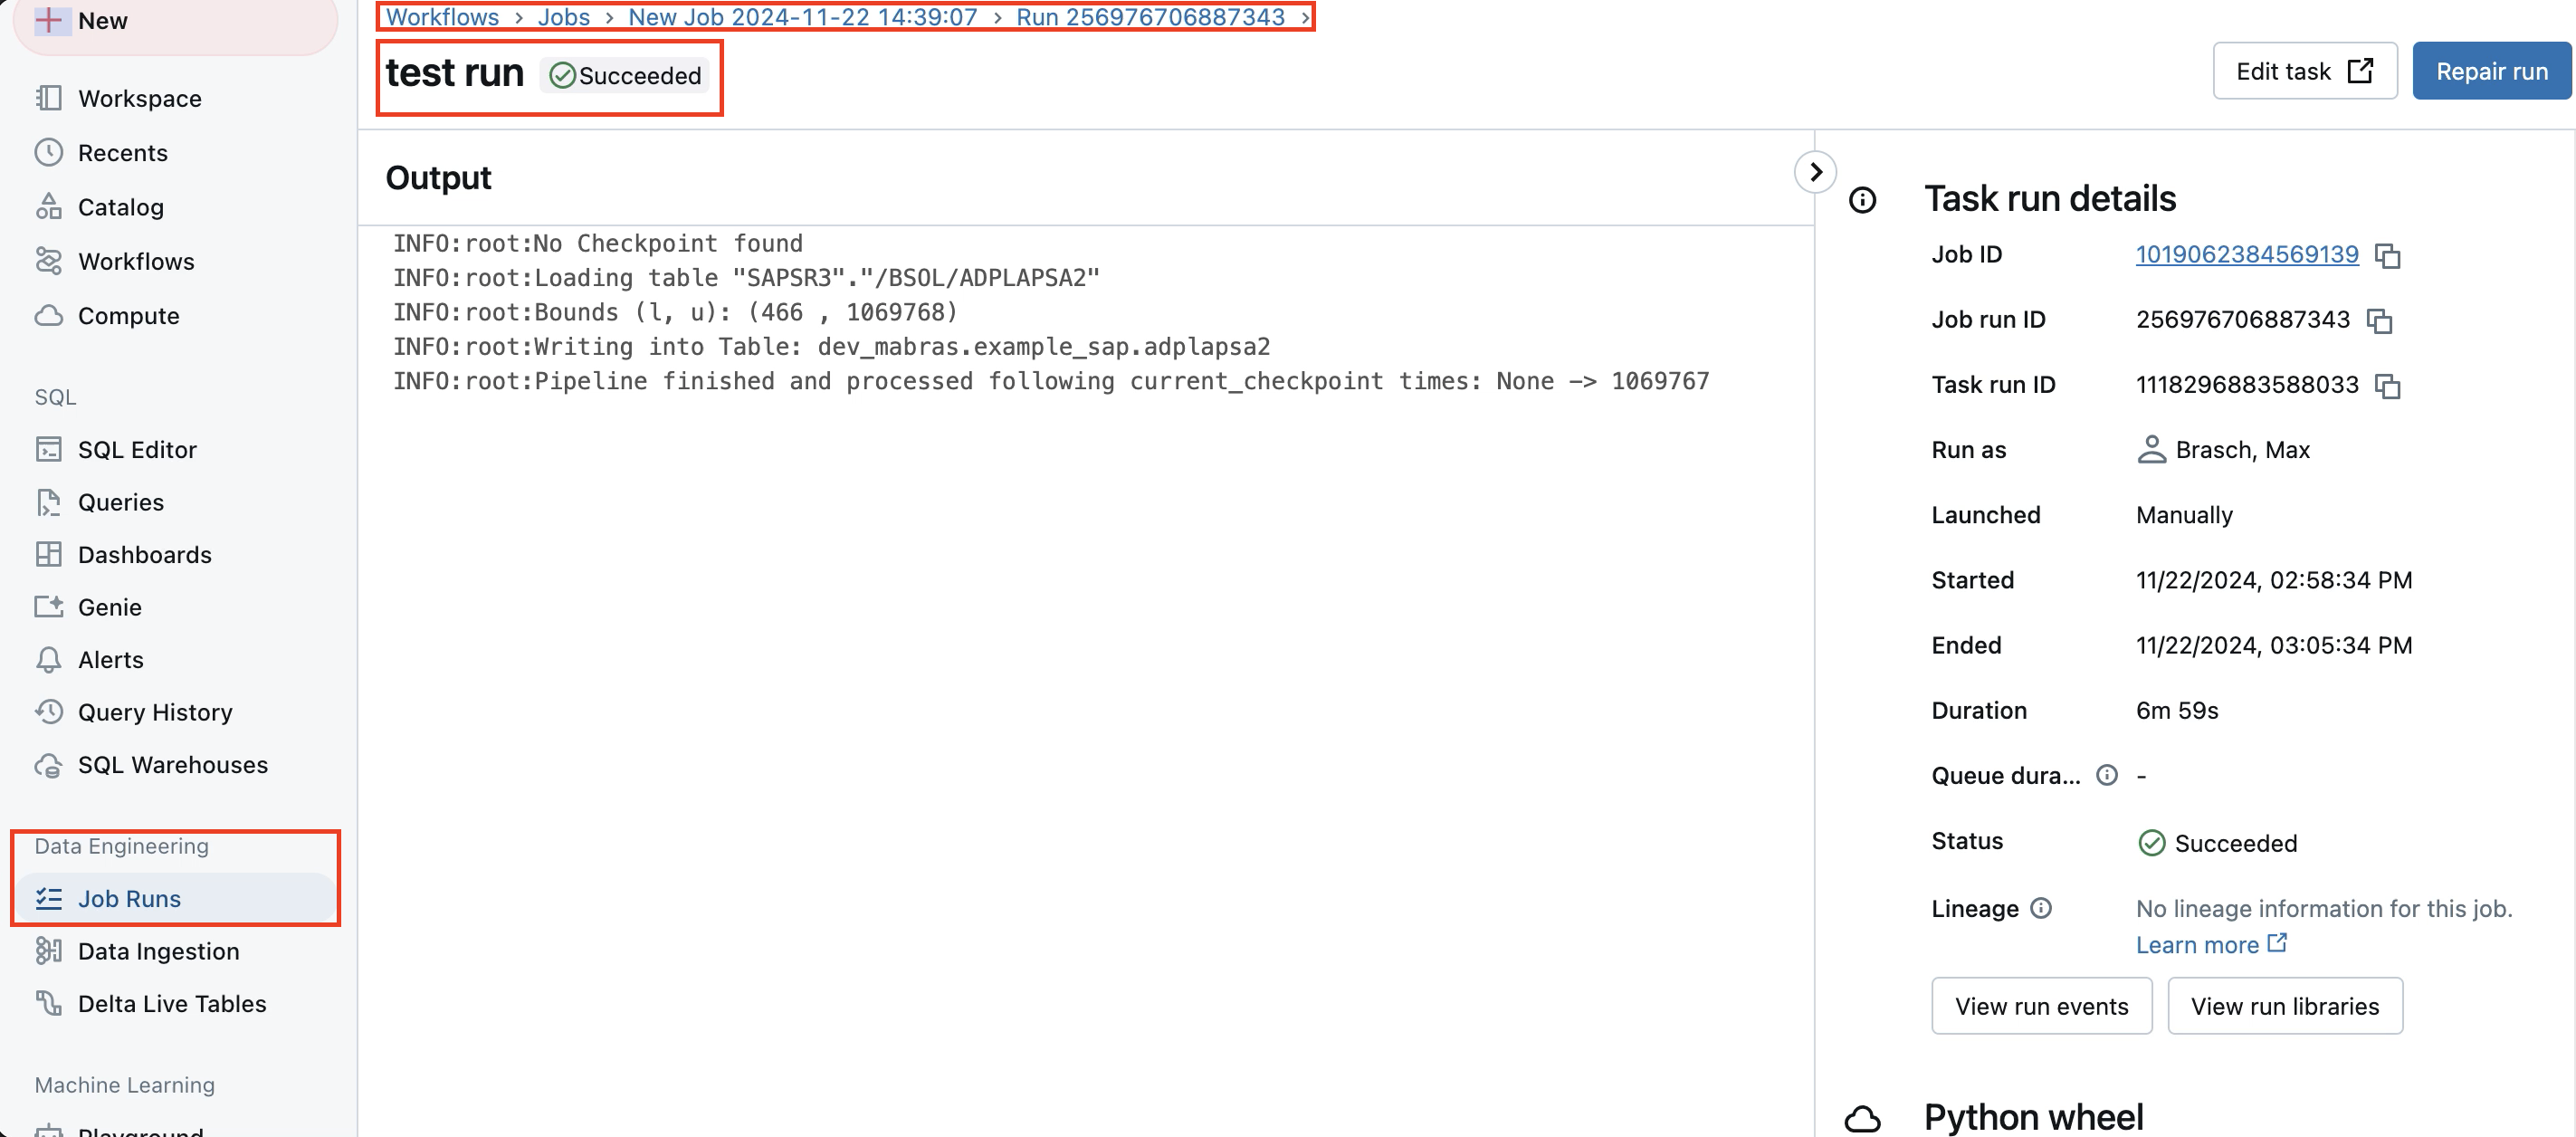 New
Workspace
Recents
Catalog
Workflows
Compute
SQL
SQL Editor
Queries
Dashboards
Genie
Alerts
Query History
SQL Warehouses
Data Engineering
Job Runs
Data Ingestion
Delta Live Tables
Machine Learning
Playground
Workflows > Jobs > New Job 2024-11-22 14:39:07 > Run 256976706887343 >
test run Succeeded
Edit task
Repair run
Output
INFO:root:No Checkpoint found
INFO:root:Loading table "SAPSR3"."/BSOL/ADPLAPSA2"
INFO:root:Bounds (l, u): (466 , 1069768)
INFO:root:Writing into Table: dev_mabras.example_sap.adplapsa2
INFO:root:Pipeline finished and processed following current_checkpoint times: None -> 1069767
Task run details
Job ID 1019062384569139
Job run ID 256976706887343
Task run ID 1118296883588033
Run as Brasch, Max
Launched Manually
Started 11/22/2024, 02:58:34 PM
Ended 11/22/2024, 03:05:34 PM
Duration 6m 59s
Queue dura... -
Status Succeeded
Lineage No lineage information for this job.
Learn more
View run events View run libraries
Python wheel